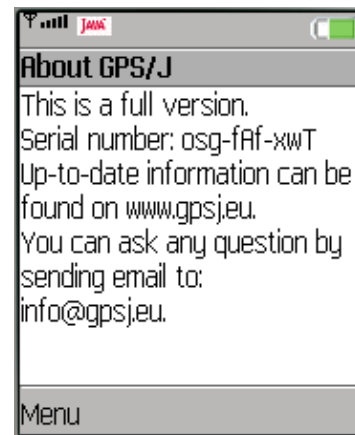 JAVA
About GPS/J
This is a full version.
Serial number: osg-fAf-xwT
Up-to-date information can be
found on www.gpsj.eu.
You can ask any question by
sending email to:
info@gpsj.eu.
Menu